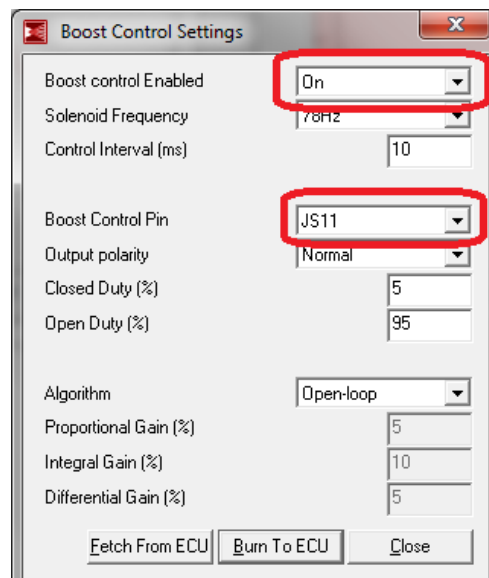 Boost Control Settings
Boost control Enabled On
Solenoid Frequency 78Hz
Control Interval (ms) 10
Boost Control Pin JS11
Output polarity Normal
Closed Duty (%) 5
Open Duty (%) 95
Algorithm Open-loop
Proportional Gain (%) 5
Integral Gain (%) 10
Differential Gain (%) 5
Fetch From ECU Burn To ECU Close